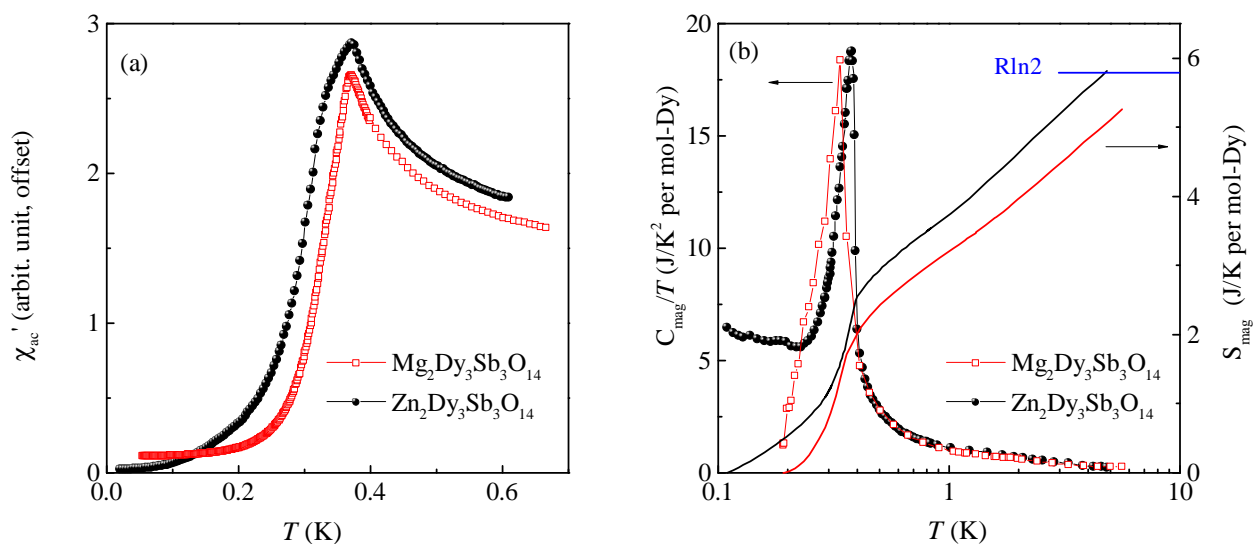 (a)
χac' (arbit. unit, offset)
3
2
1
0
0.0 0.2 0.4 0.6
T (K)
Mg2Dy3Sb3O14
Zn2Dy3Sb3O14
(b)
Cmag/T (J/K2 per mol-Dy)
20
15
10
5
0
0.1 1 10
T (K)
Rln2
Mg2Dy3Sb3O14
Zn2Dy3Sb3O14
6
4
2
0
Smag (J/K per mol-Dy)